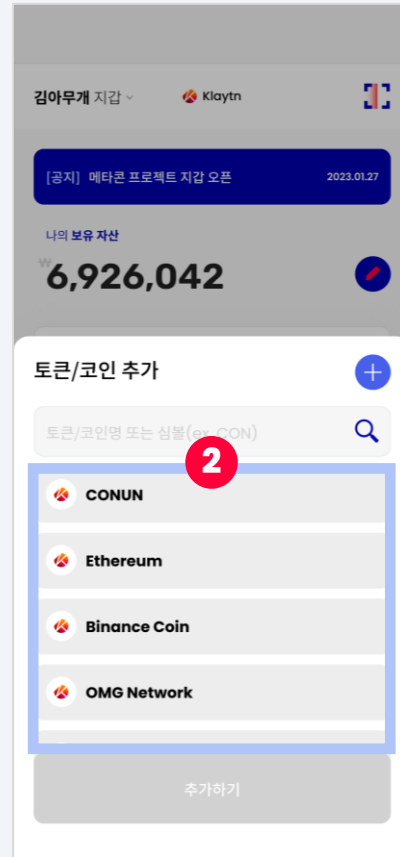 김아무개 지갑
Klaytn
[공지] 메타콘 프로젝트 지갑 오픈 2023.01.27
나의 보유 자산
₩6,926,042
토큰/코인 추가
토큰/코인명 또는 심볼(ex. CON)
2
CONUN
Ethereum
Binance Coin
OMG Network
추가하기